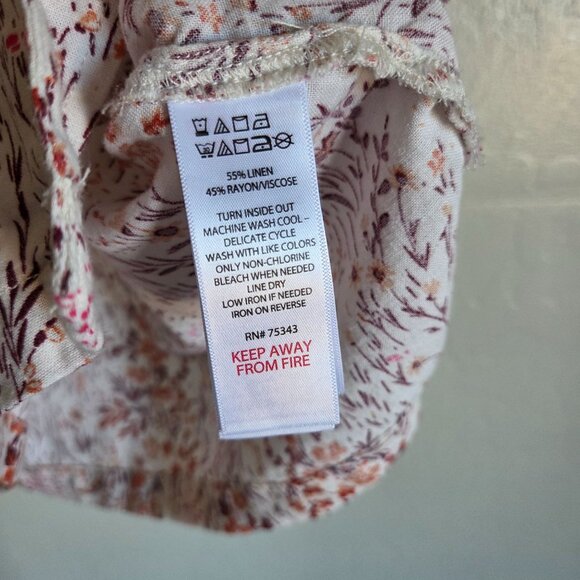 55% LINEN
45% RAYON/VISCOSE
TURN INSIDE OUT
MACHINE WASH COOL–
DELICATE CYCLE
WASH WITH LIKE COLORS
ONLY NON-CHLORINE
BLEACH WHEN NEEDED
LINE DRY
LOW IRON IF NEEDED
IRON ON REVERSE
RN# 75343
KEEP AWAY
FROM FIRE